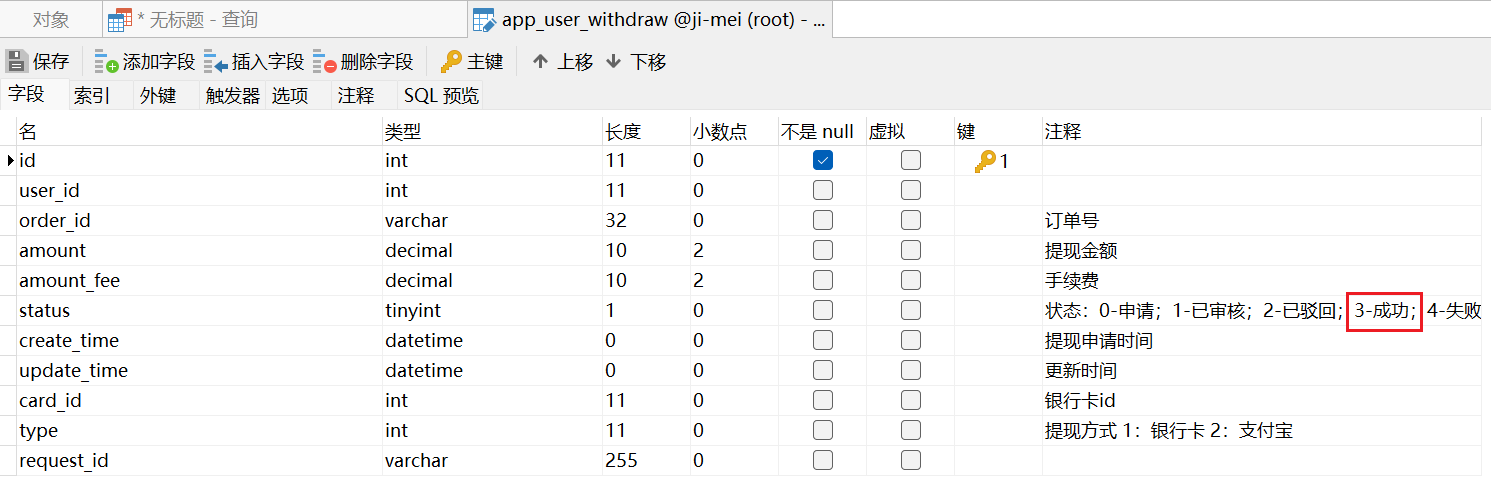 对象 * 无标题 - 查询 app_user_withdraw @ji-mei (root) - ...
保存 添加字段 插入字段 删除字段 主键 上移 下移
字段 索引 外键 触发器 选项 注释 SQL 预览
名 类型 长度 小数点 不是 null 虚拟 键 注释
id int 11 0 1
user_id int 11 0
order_id varchar 32 0 订单号
amount decimal 10 2 提现金额
amount_fee decimal 10 2 手续费
status tinyint 1 0 状态：0-申请；1-已审核；2-已驳回；3-成功；4-失败
create_time datetime 0 0 提现申请时间
update_time datetime 0 0 更新时间
card_id int 11 0 银行卡id
type int 11 0 提现方式 1：银行卡 2：支付宝
request_id varchar 255 0